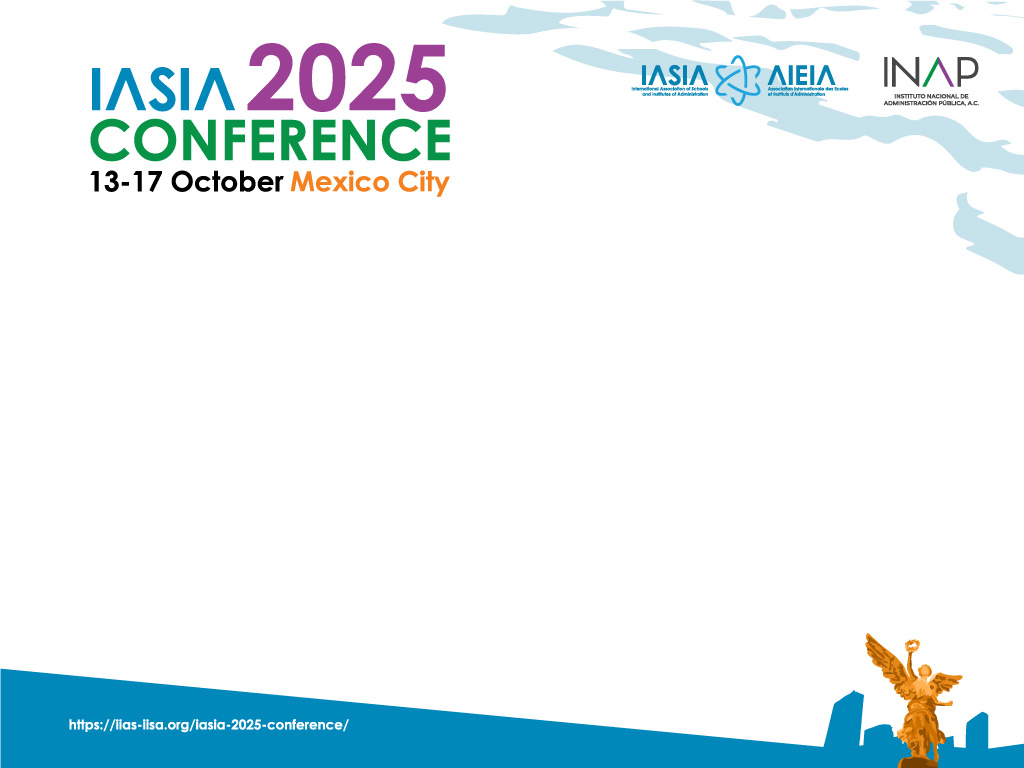 IASIA 2025
CONFERENCE
13-17 October Mexico City
IASIA
International Association of Schools
and Institutes of Administration
AIEIA
Association Internationale des Ecoles
et Instituts d'Administration
INAP
INSTITUTO NACIONAL DE
ADMINISTRACIÓN PÚBLICA, A.C.
https://iias-iisa.org/iasia-2025-conference/